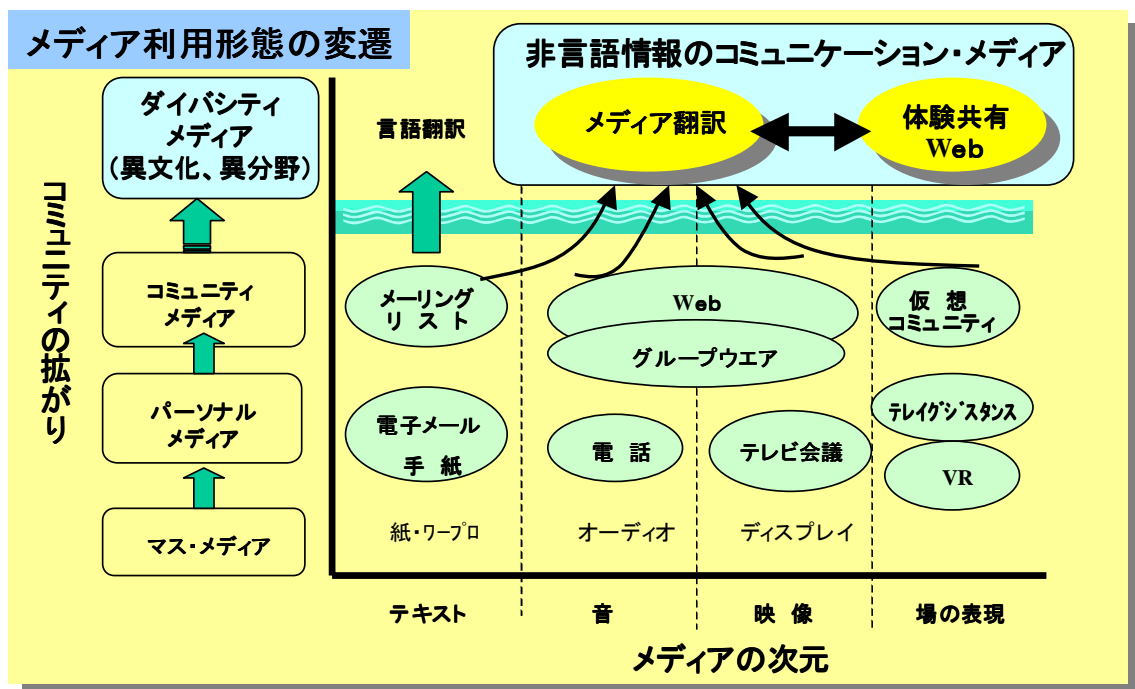 メディア利用形態の変遷
非言語情報のコミュニケーション・メディア
メディア翻訳
体験共有
Web
ダイバシティ
メディア
(異文化、異分野)
言語翻訳
コミュニティの拡がり
コミュニティ
メディア
メーリング
リスト
Web
グループウエア
仮想
コミュニティ
パーソナル
メディア
電子メール
手紙
電話
テレビ会議
テレイグジスタンス
VR
マス・メディア
紙・ワープロ
オーディオ
ディスプレイ
テキスト
音
映像
場の表現
メディアの次元